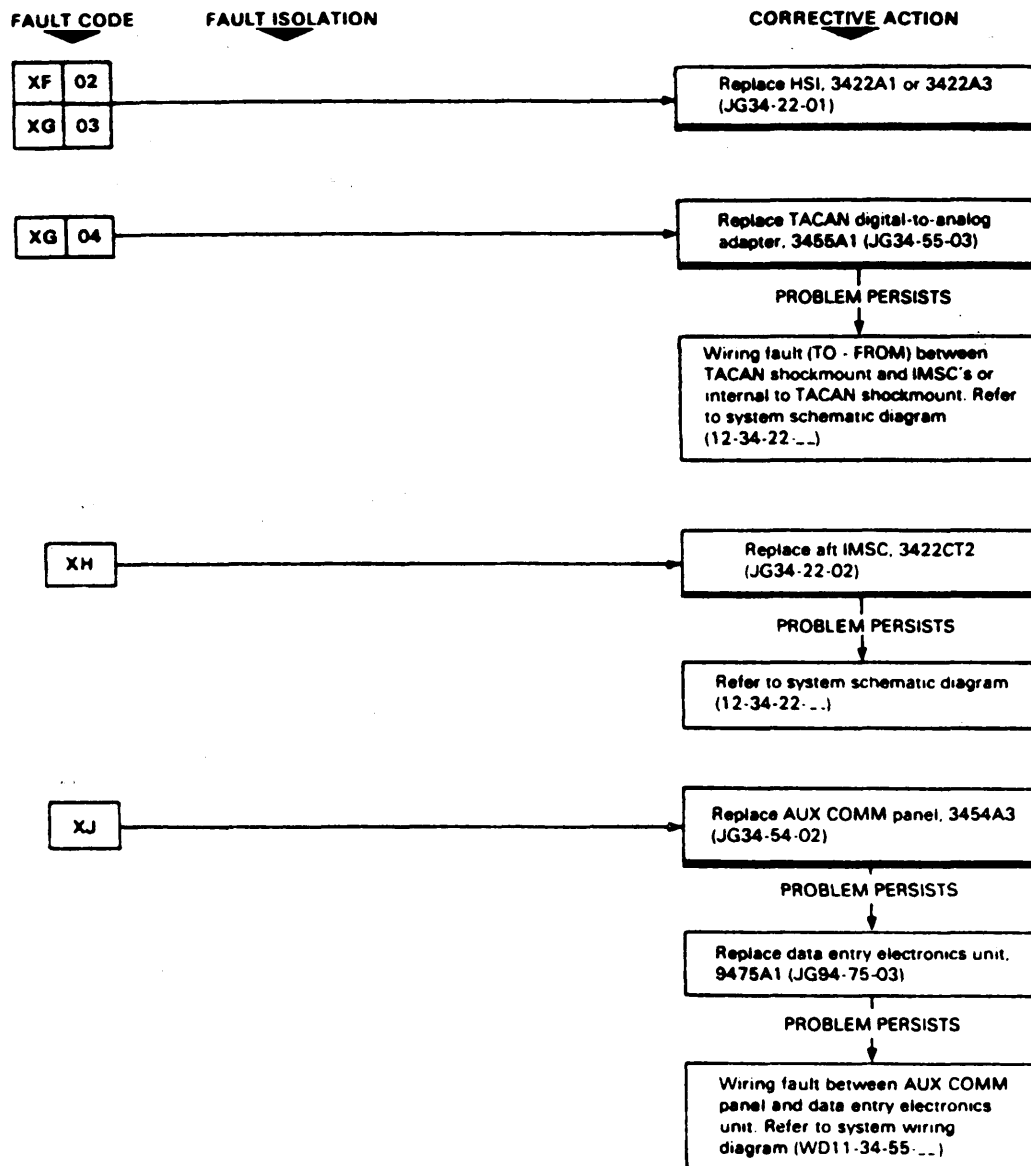 FAULT CODE
FAULT ISOLATION
CORRECTIVE ACTION
XF 02
XG 03
Replace HSI, 3422A1 or 3422A3
(JG34-22-01)
XG 04
Replace TACAN digital-to-analog
adapter, 3455A1 (JG34-55-03)
PROBLEM PERSISTS
Wiring fault (TO - FROM) between
TACAN shockmount and IMSC's or
internal to TACAN shockmount. Refer
to system schematic diagram
(12-34-22-__)
XH
Replace aft IMSC, 3422CT2
(JG34-22-02)
PROBLEM PERSISTS
Refer to system schematic diagram
(12-34-22-__)
XJ
Replace AUX COMM panel, 3454A3
(JG34-54-02)
PROBLEM PERSISTS
Replace data entry electronics unit,
9475A1 (JG94-75-03)
PROBLEM PERSISTS
Wiring fault between AUX COMM
panel and data entry electronics
unit. Refer to system wiring
diagram (WD11-34-55-__)